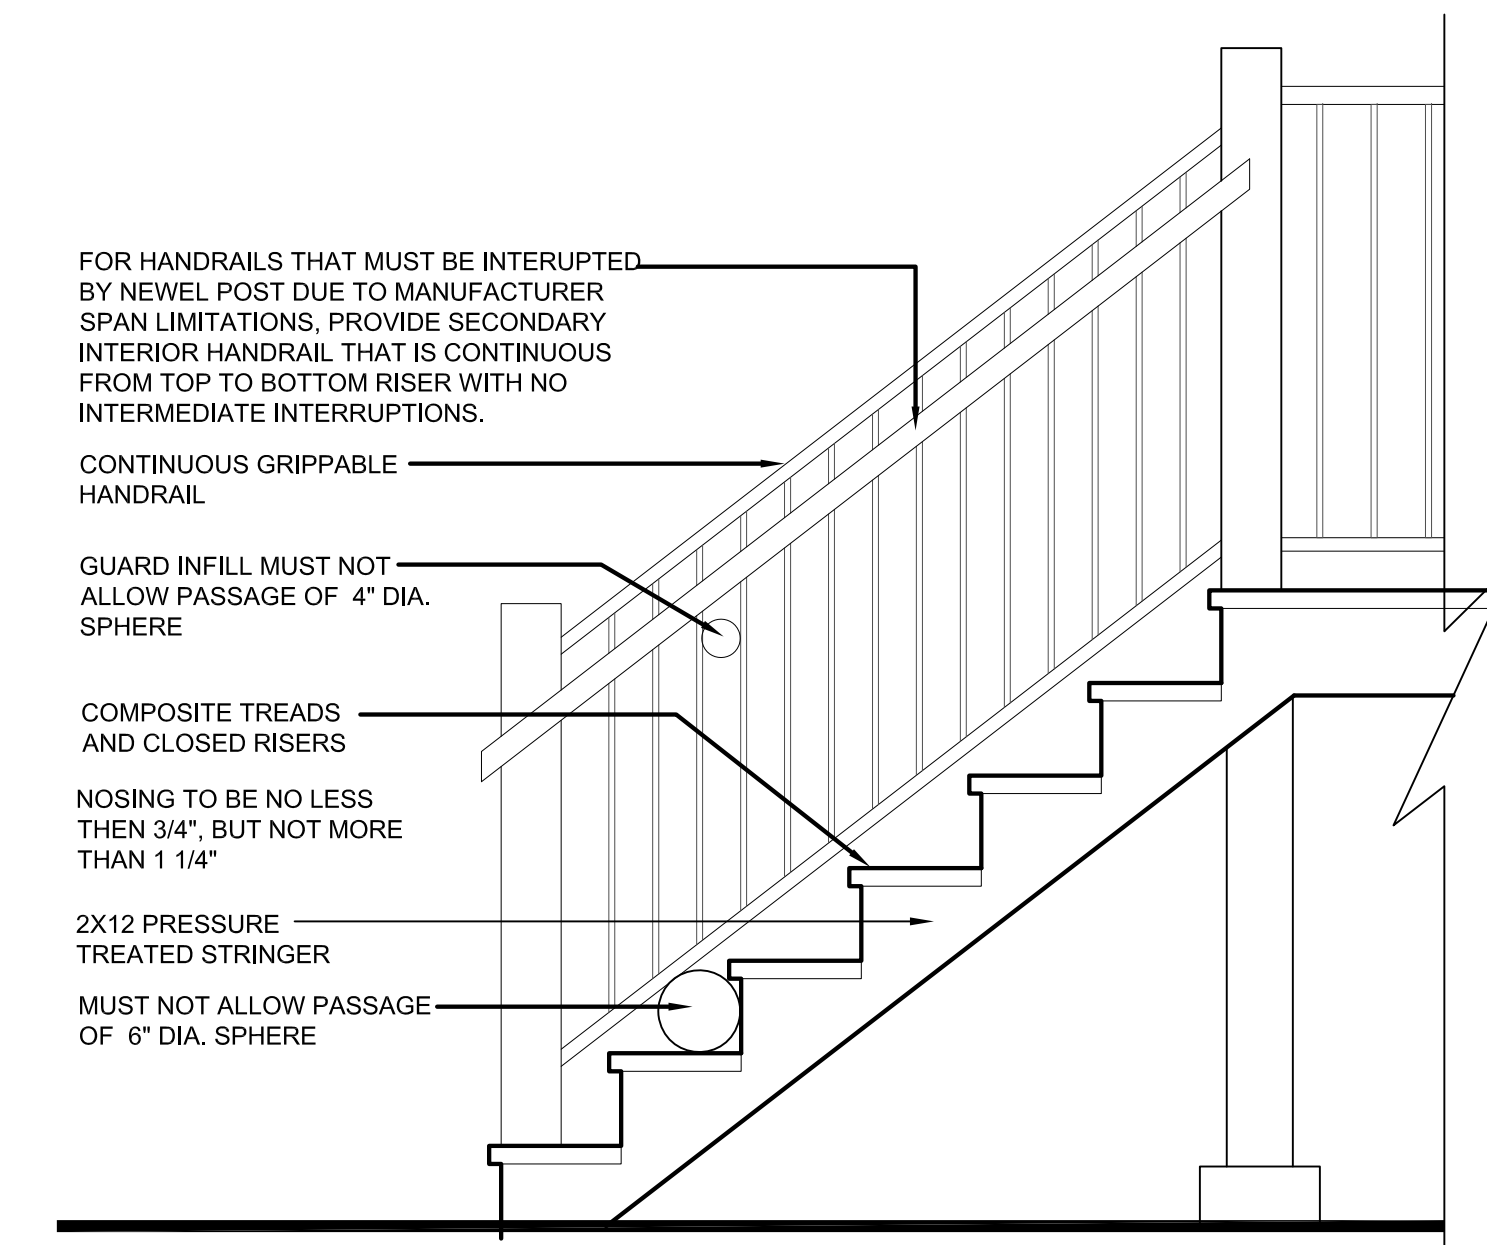 FOR HANDRAILS THAT MUST BE INTERUPTED
BY NEWEL POST DUE TO MANUFACTURER
SPAN LIMITATIONS, PROVIDE SECONDARY
INTERIOR HANDRAIL THAT IS CONTINUOUS
FROM TOP TO BOTTOM RISER WITH NO
INTERMEDIATE INTERRUPTIONS.
CONTINUOUS GRIPPABLE
HANDRAIL
GUARD INFILL MUST NOT
ALLOW PASSAGE OF 4" DIA.
SPHERE
COMPOSITE TREADS
AND CLOSED RISERS
NOSING TO BE NO LESS
THEN 3/4", BUT NOT MORE
THAN 1 1/4"
2X12 PRESSURE
TREATED STRINGER
MUST NOT ALLOW PASSAGE
OF 6" DIA. SPHERE